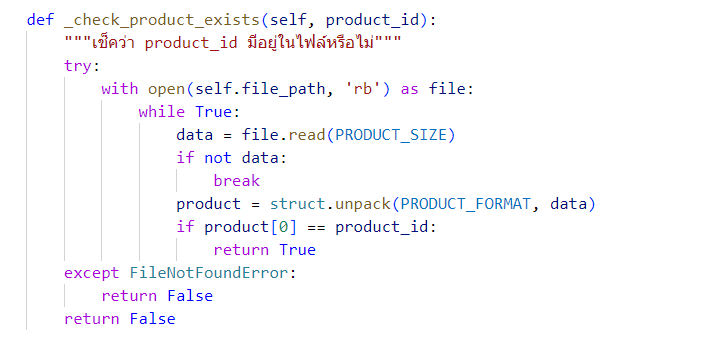 def _check_product_exists(self, product_id):
    """เช็คว่า product_id มีอยู่ในไฟล์หรือไม่"""
    try:
        with open(self.file_path, 'rb') as file:
            while True:
                data = file.read(PRODUCT_SIZE)
                if not data:
                    break
                product = struct.unpack(PRODUCT_FORMAT, data)
                if product[0] == product_id:
                    return True
    except FileNotFoundError:
        return False
    return False